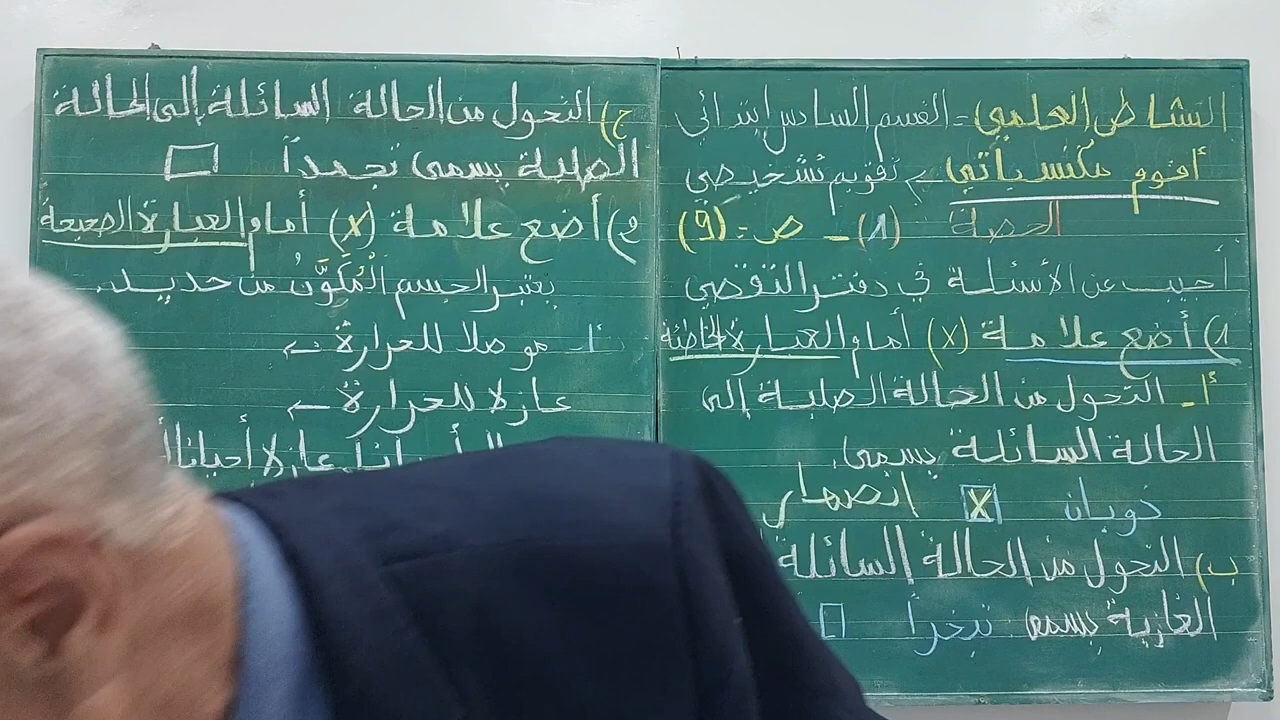 النشاط العلمي - القسم السادس ابتدائي
أقوم مكتسباتي ← تقويم تشخيصي
الحصة (1) - ص = (9)
أجيب عن الأسئلة في دفتر التقصي
1) أضع علامة (x) أمام العبارة الخاطئة
أ - التحول من الحالة الصلبة إلى
الحالة السائلة يسمى
ذوبان x انصهار
ب) التحول من الحالة السائلة
الغازية يسمى تبخراً
ج) التحول من الحالة السائلة إلى الحالة
الصلبة يسمى تجمداً
أضع علامة (x) أمام العبارة الصحيحة
يعتبر الجسم الْمُكَوَّنُ من حديد
أ - موصلا للحرارة ←
عازلا للحرارة ←
عازلا أحيانا